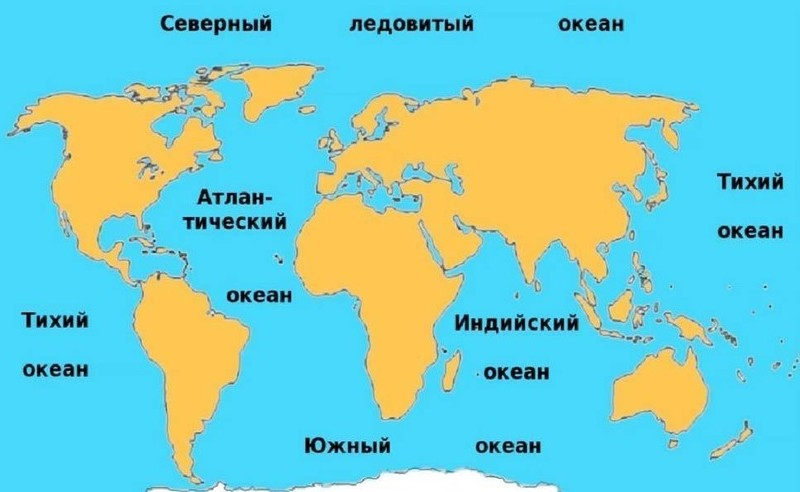 Северный ледовитый океан
Атлан-
тический
океан
Тихий
океан
Тихий
океан
Индийский
океан
Южный океан